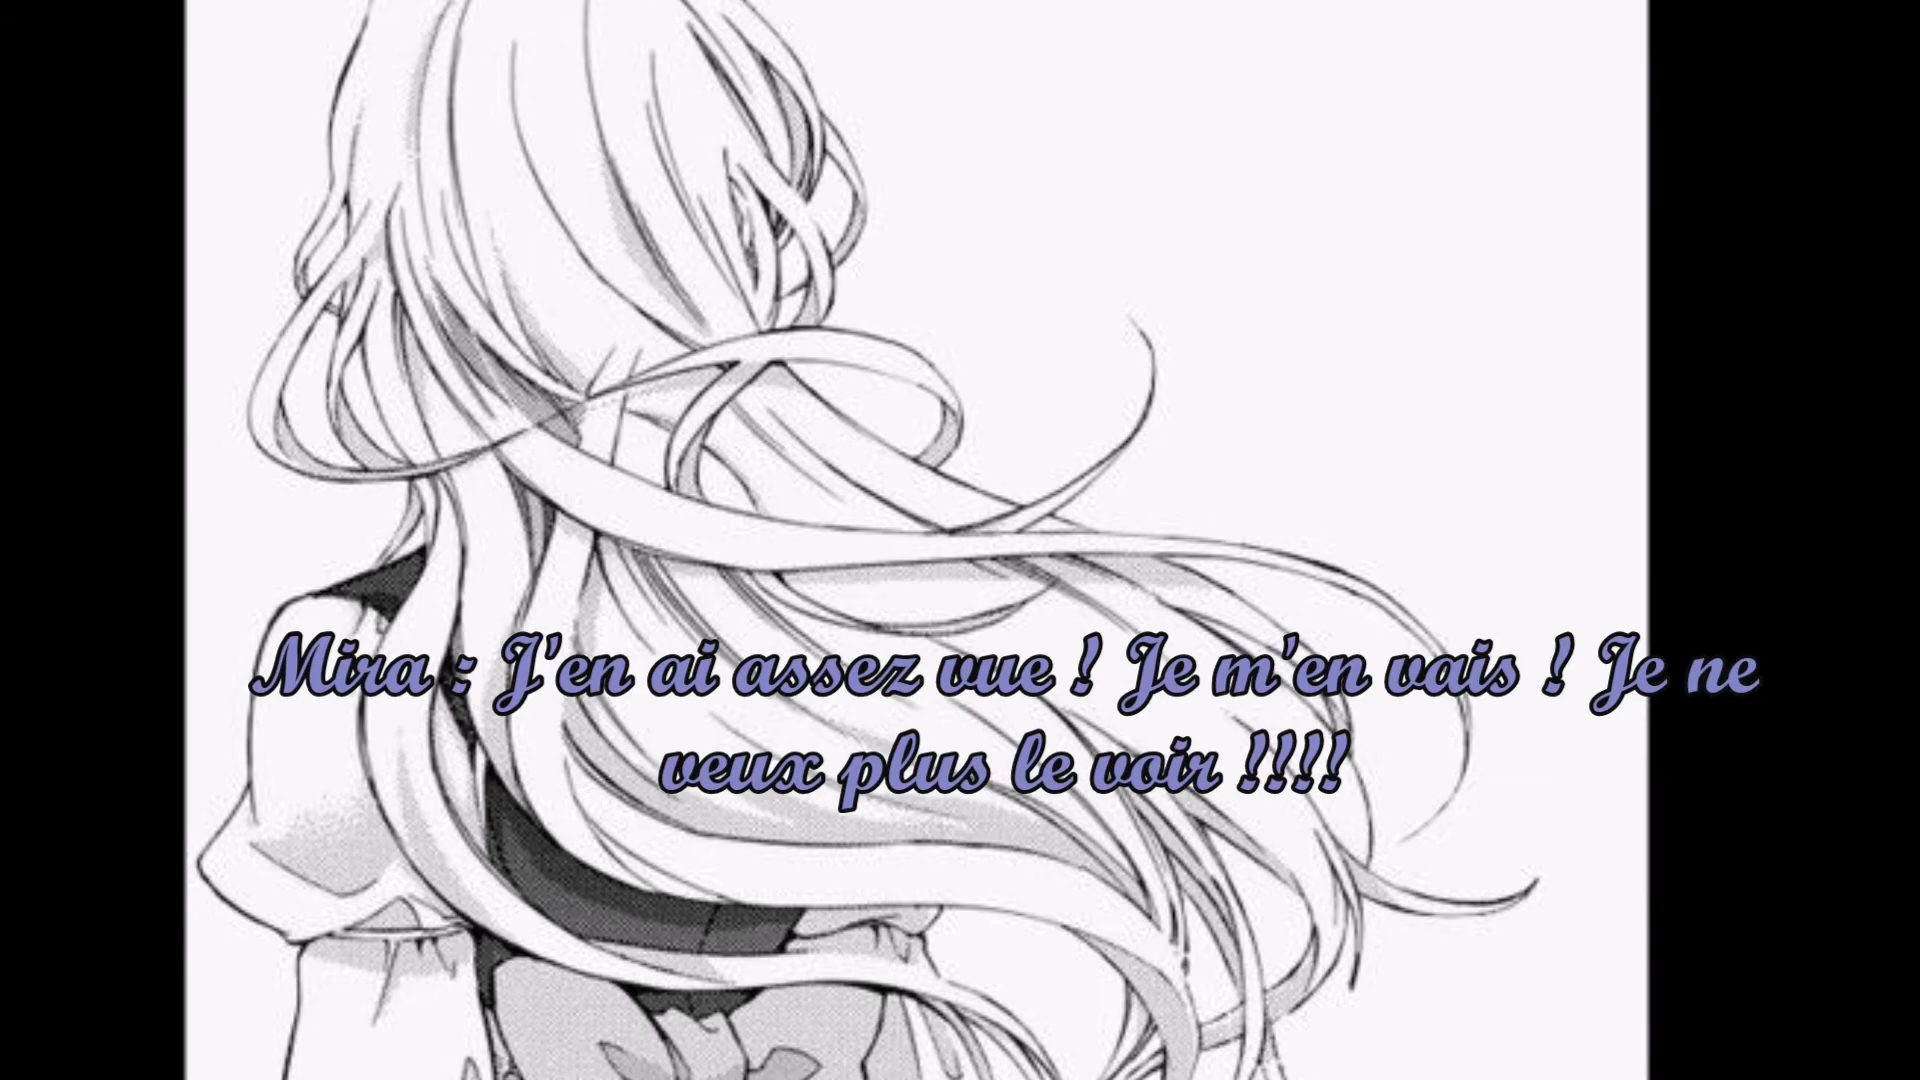 Mira : J'en ai assez vue ! Je m'en vais ! Je ne
veux plus le voir !!!!